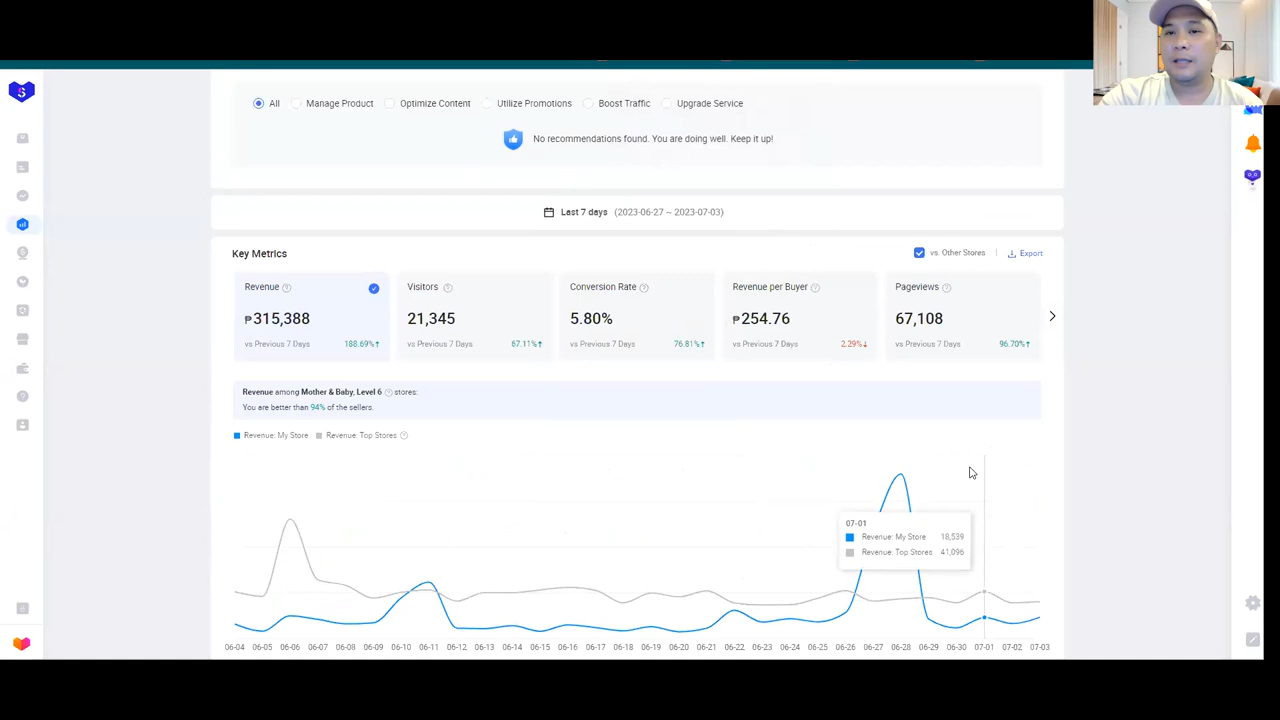 All Manage Product Optimize Content Utilize Promotions Boost Traffic Upgrade Service
No recommendations found. You are doing well. Keep it up!
Last 7 days (2023-06-27 ~ 2023-07-03)
Key Metrics
vs. Other Stores
Export
Revenue
₱315,388
vs Previous 7 Days 188.69%↑
Visitors
21,345
vs Previous 7 Days 67.11%↑
Conversion Rate
5.80%
vs Previous 7 Days 76.81%↑
Revenue per Buyer
₱254.76
vs Previous 7 Days 2.29%↓
Pageviews
67,108
vs Previous 7 Days 96.70%↑
Revenue among Mother & Baby, Level 6 stores:
You are better than 94% of the sellers.
Revenue: My Store Revenue: Top Stores
07-01
Revenue: My Store 18,539
Revenue: Top Stores 41,096
06-04 06-05 06-06 06-07 06-08 06-09 06-10 06-11 06-12 06-13 06-14 06-15 06-16 06-17 06-18 06-19 06-20 06-21 06-22 06-23 06-24 06-25 06-26 06-27 06-28 06-29 06-30 07-01 07-02 07-03